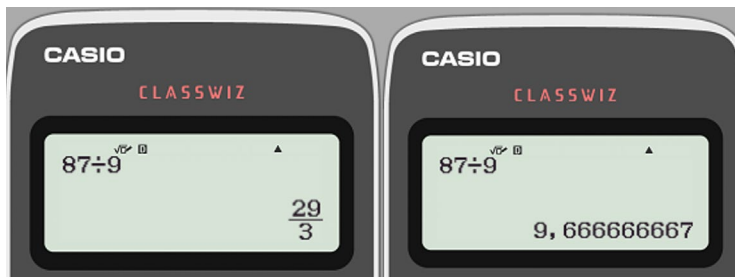 CASIO
CLASSWIZ
√□/ D ▲
87÷9
29
3
CASIO
CLASSWIZ
√□/ D ▲
87÷9
9,666666667